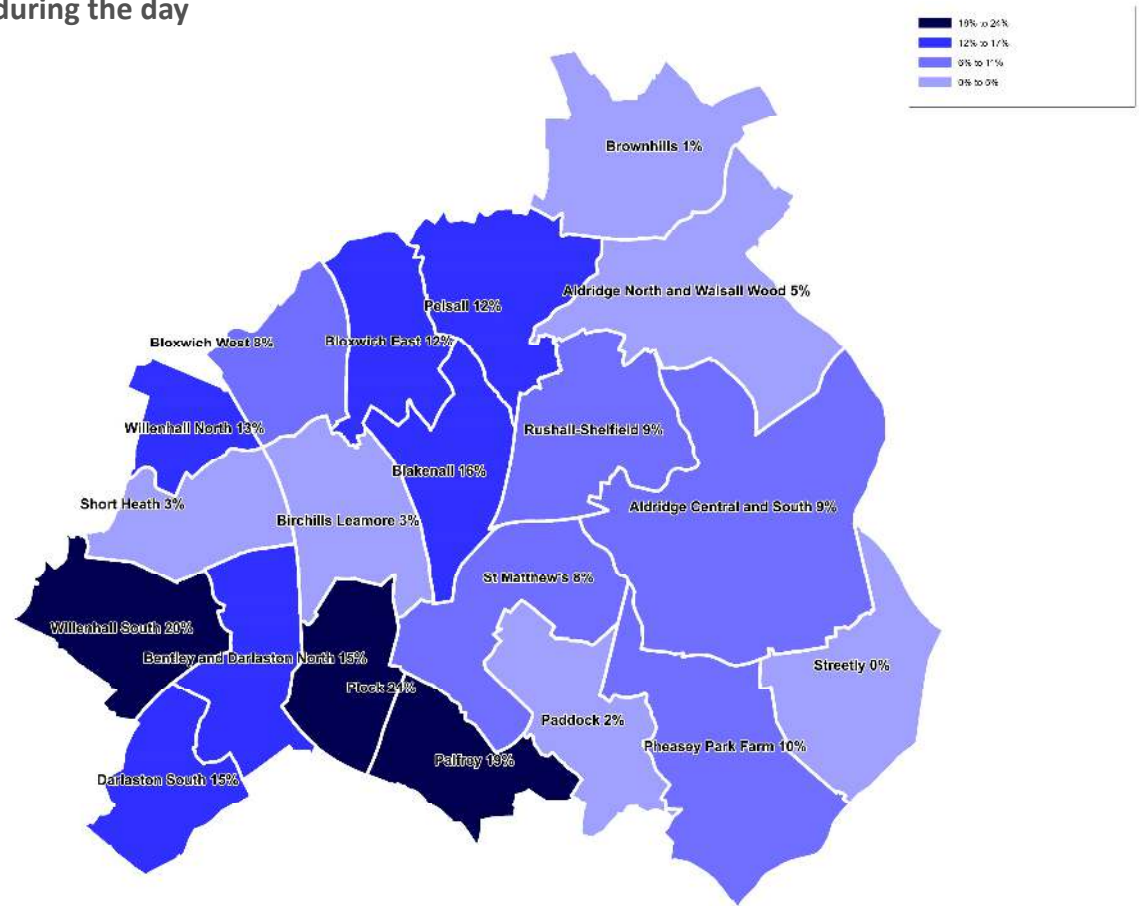 during the day
18% to 24%
12% to 17%
6% to 11%
0% to 5%
Brownhills 1%
Aldridge North and Walsall Wood 5%
Pelsall 12%
Bloxwich West 8%
Bloxwich East 12%
Willenhall North 13%
Rushall-Shelfield 9%
Blakenall 16%
Short Heath 3%
Birchills Leamore 3%
Aldridge Central and South 9%
St Matthew's 8%
Willenhall South 20%
Bentley and Darlaston North 15%
Streetly 0%
Pleck 24%
Paddock 2%
Pheasey Park Farm 10%
Palfrey 19%
Darlaston South 15%